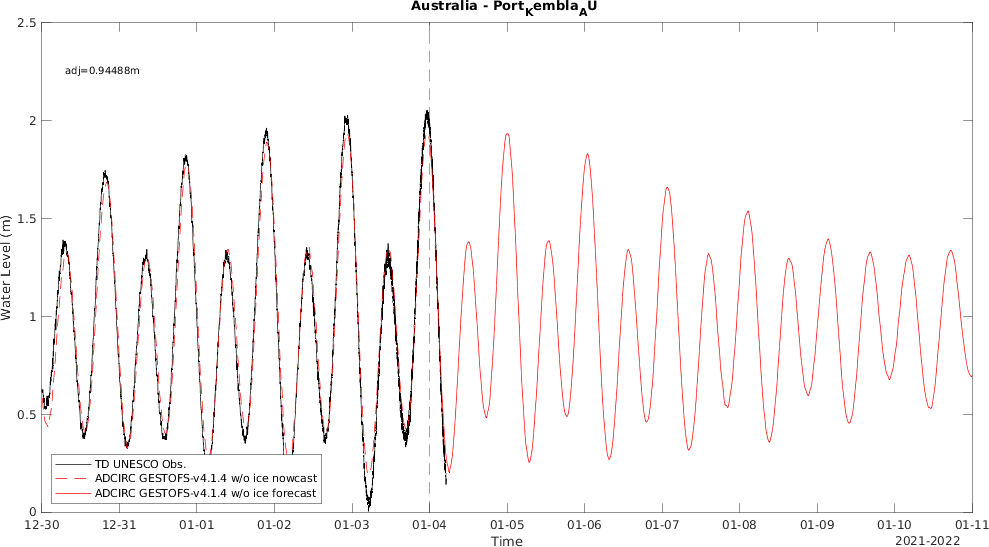 Australia - PortKemblaAU
2.5
adj=0.94488m
2
1.5
Water Level (m)
1
0.5
TD UNESCO Obs.
ADCIRC GESTOFS-v4.1.4 w/o ice nowcast
ADCIRC GESTOFS-v4.1.4 w/o ice forecast
0
12-30 12-31 01-01 01-02 01-03 01-04 01-05 01-06 01-07 01-08 01-09 01-10 01-11
Time
2021-2022